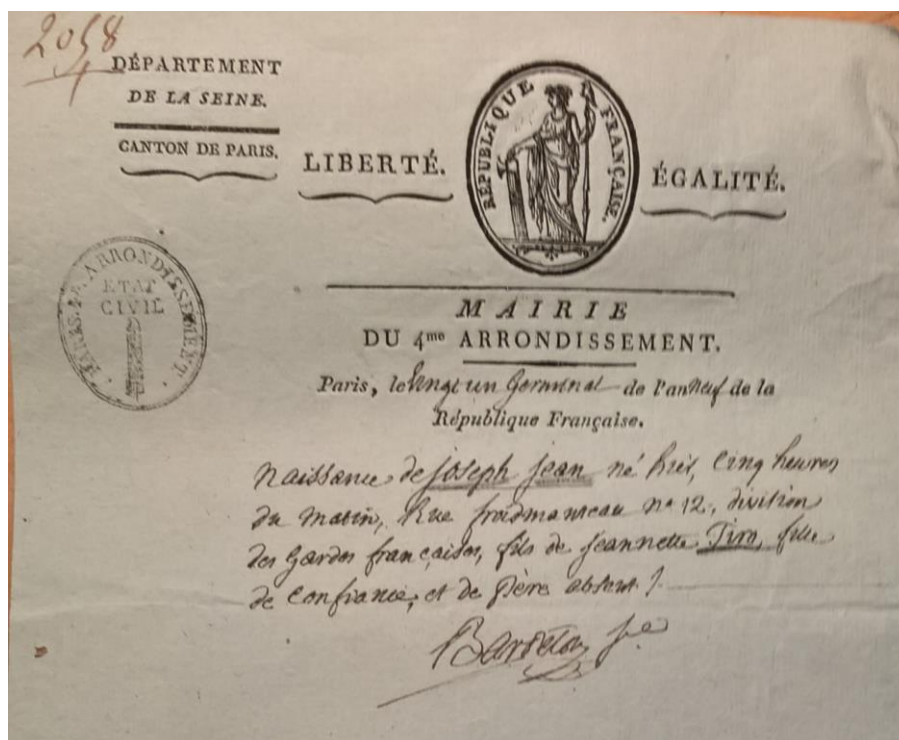 2058
DÉPARTEMENT
DE LA SEINE.
CANTON DE PARIS.
LIBERTÉ.
RÉPUBLIQUE FRANÇAISE.
ÉGALITÉ.
PARIS. 4e. ARRONDISSEMENT.
ETAT
CIVIL
MAIRIE
DU 4me ARRONDISSEMENT.
Paris, le Vingt un Germinal de l'an Neuf de la
République Française.
Naissance de Joseph Jean né hier, cinq heures
du matin, Rue froidmanteau n° 12, division
des Gardes françaises, fils de Jeannette Tiro, fille
de confiance, et de Père absent